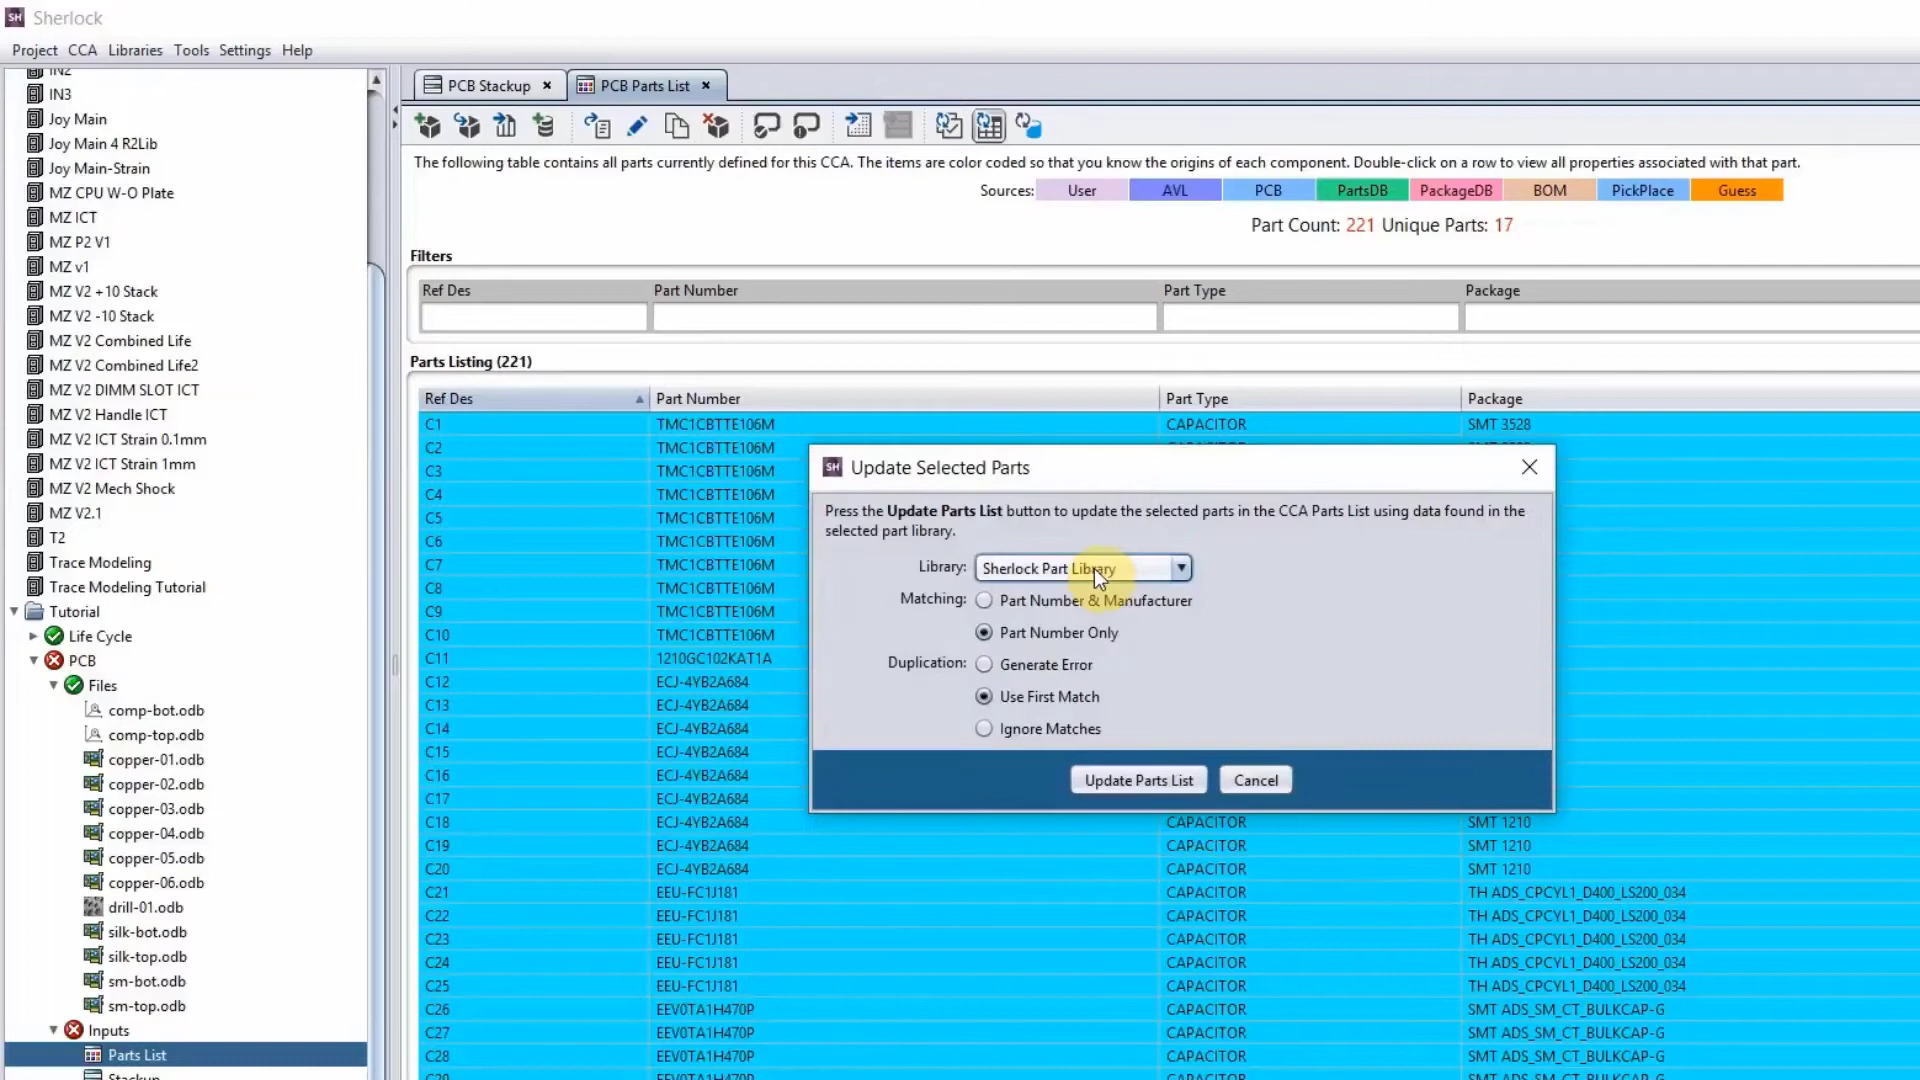 Sherlock
Project CCA Libraries Tools Settings Help
IN2
IN3
Joy Main
Joy Main 4 R2Lib
Joy Main-Strain
MZ CPU W-O Plate
MZ ICT
MZ P2 V1
MZ v1
MZ V2 +10 Stack
MZ V2 -10 Stack
MZ V2 Combined Life
MZ V2 Combined Life2
MZ V2 DIMM SLOT ICT
MZ V2 Handle ICT
MZ V2 ICT Strain 0.1mm
MZ V2 ICT Strain 1mm
MZ V2 Mech Shock
MZ V2.1
T2
Trace Modeling
Trace Modeling Tutorial
Tutorial
Life Cycle
PCB
Files
comp-bot.odb
comp-top.odb
copper-01.odb
copper-02.odb
copper-03.odb
copper-04.odb
copper-05.odb
copper-06.odb
drill-01.odb
silk-bot.odb
silk-top.odb
sm-bot.odb
sm-top.odb
Inputs
Parts List
Stackup
PCB Stackup × PCB Parts List ×
The following table contains all parts currently defined for this CCA. The items are color coded so that you know the origins of each component. Double-click on a row to view all properties associated with that part.
Sources: User AVL PCB PartsDB PackageDB BOM PickPlace Guess
Part Count: 221 Unique Parts: 17
Filters
Ref Des Part Number Part Type Package
Parts Listing (221)
Ref Des Part Number Part Type Package
C1 TMC1CBTTE106M CAPACITOR SMT 3528
C2 TMC1CBTTE106M
C3 TMC1CBTTE106M
C4 TMC1CBTTE106M
C5 TMC1CBTTE106M
C6 TMC1CBTTE106M
C7 TMC1CBTTE106M
C8 TMC1CBTTE106M
C9 TMC1CBTTE106M
C10 TMC1CBTTE106M
C11 1210GC102KAT1A
C12 ECJ-4YB2A684
C13 ECJ-4YB2A684
C14 ECJ-4YB2A684
C15 ECJ-4YB2A684
C16 ECJ-4YB2A684
C17 ECJ-4YB2A684
C18 ECJ-4YB2A684 CAPACITOR SMT 1210
C19 ECJ-4YB2A684 CAPACITOR SMT 1210
C20 ECJ-4YB2A684 CAPACITOR SMT 1210
C21 EEU-FC1J181 CAPACITOR TH ADS_CPCYL1_D400_LS200_034
C22 EEU-FC1J181 CAPACITOR TH ADS_CPCYL1_D400_LS200_034
C23 EEU-FC1J181 CAPACITOR TH ADS_CPCYL1_D400_LS200_034
C24 EEU-FC1J181 CAPACITOR TH ADS_CPCYL1_D400_LS200_034
C25 EEU-FC1J181 CAPACITOR TH ADS_CPCYL1_D400_LS200_034
C26 EEV0TA1H470P CAPACITOR SMT ADS_SM_CT_BULKCAP-G
C27 EEV0TA1H470P CAPACITOR SMT ADS_SM_CT_BULKCAP-G
C28 EEV0TA1H470P CAPACITOR SMT ADS_SM_CT_BULKCAP-G
C29 EEV0TA1H470P CAPACITOR SMT ADS_SM_CT_BULKCAP-G
Update Selected Parts
Press the Update Parts List button to update the selected parts in the CCA Parts List using data found in the
selected part library.
Library: Sherlock Part Library
Matching: Part Number & Manufacturer
Part Number Only
Duplication: Generate Error
Use First Match
Ignore Matches
Update Parts List Cancel